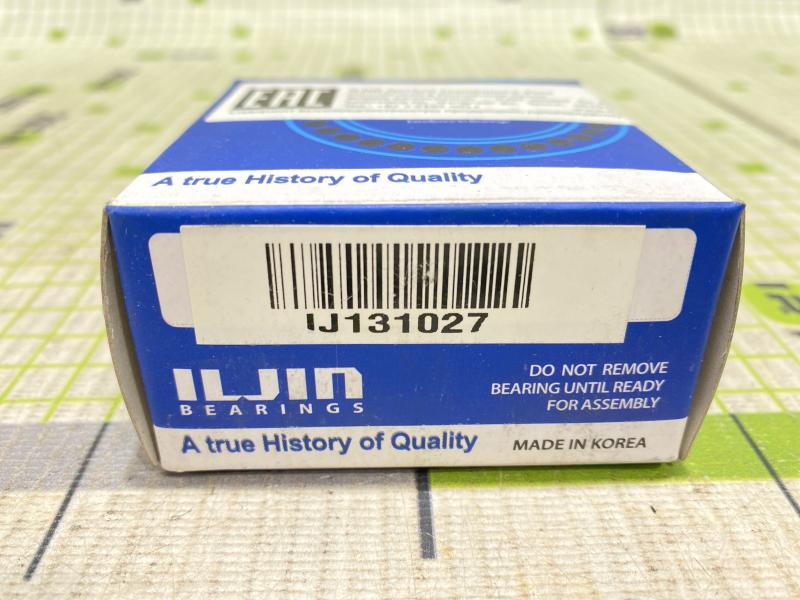 EAC
A true History of Quality
IJ131027
ILJIN
BEARINGS
DO NOT REMOVE
BEARING UNTIL READY
FOR ASSEMBLY
A true History of Quality
MADE IN KOREA